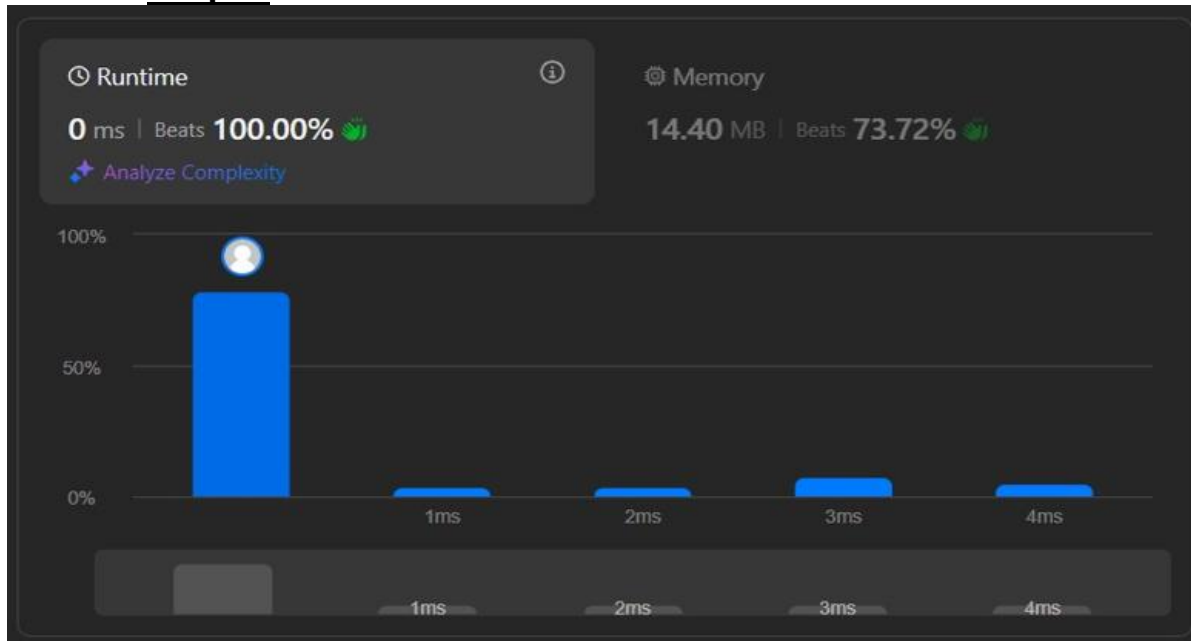 Runtime
0 ms | Beats 100.00%
Analyze Complexity
Memory
14.40 MB | Beats 73.72%
100%
50%
0%
1ms 2ms 3ms 4ms
1ms 2ms 3ms 4ms